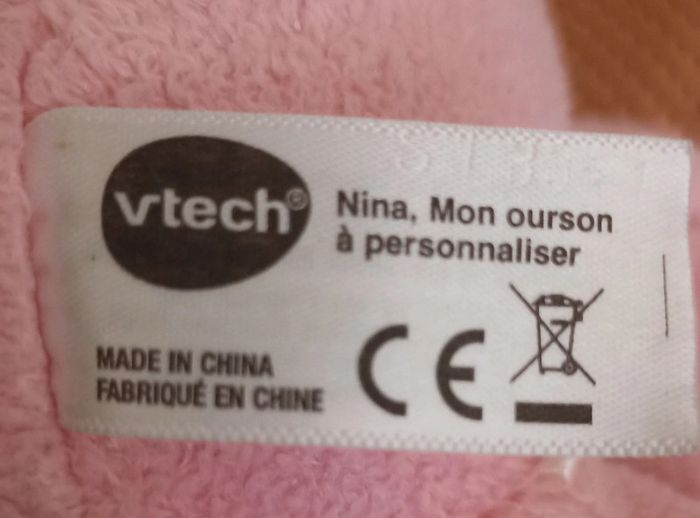 vtech®
Nina, Mon ourson
à personnaliser
MADE IN CHINA
FABRIQUÉ EN CHINE
CE